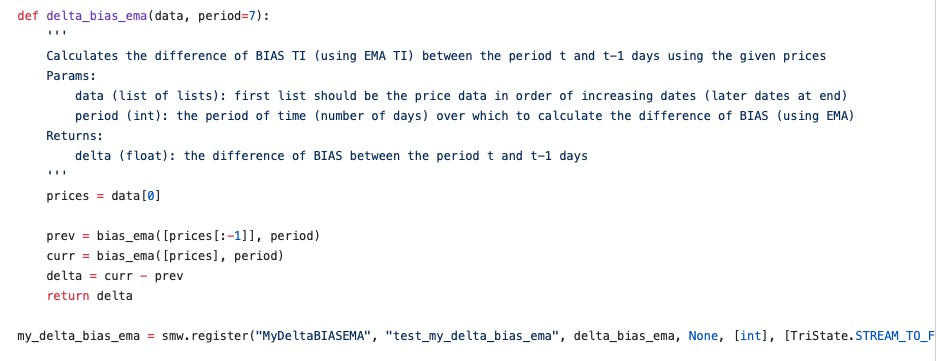 def delta_bias_ema(data, period=7):
    '''
    Calculates the difference of BIAS TI (using EMA TI) between the period t and t-1 days using the given prices
    Params:
        data (list of lists): first list should be the price data in order of increasing dates (later dates at end)
        period (int): the period of time (number of days) over which to calculate the difference of BIAS (using EMA)
    Returns:
        delta (float): the difference of BIAS between the period t and t-1 days
    '''
    prices = data[0]
    prev = bias_ema([prices[:-1]], period)
    curr = bias_ema([prices], period)
    delta = curr - prev
    return delta
my_delta_bias_ema = smw.register("MyDeltaBIASEMA", "test_my_delta_bias_ema", delta_bias_ema, None, [int], [TriState.STREAM_TO_F